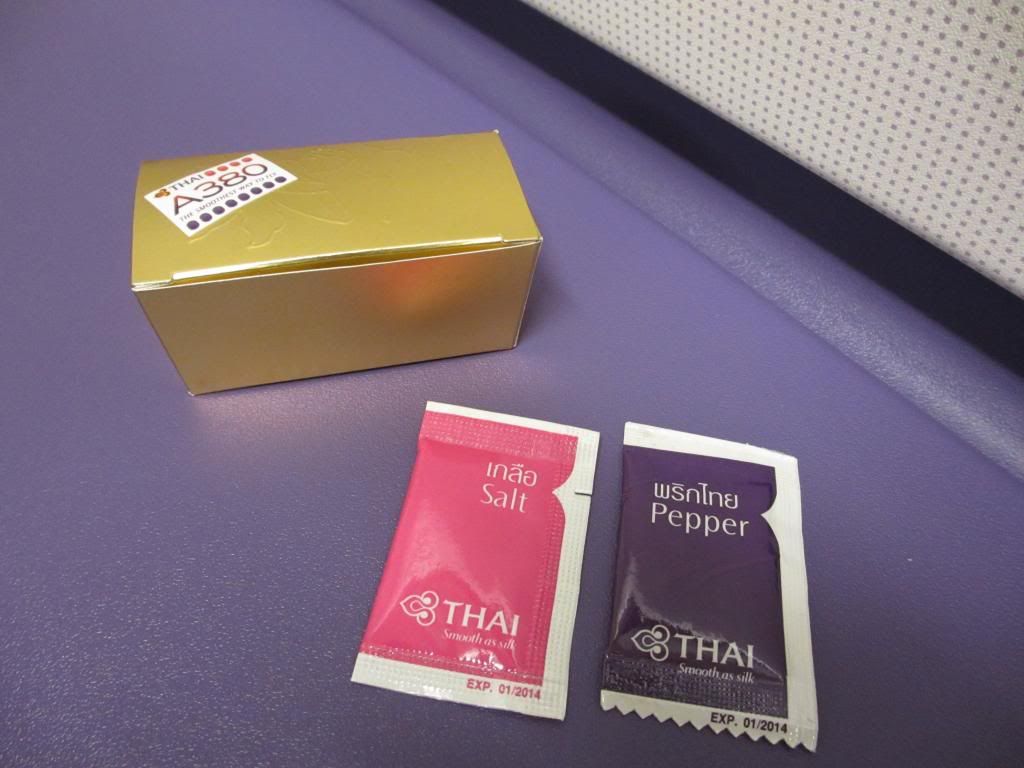 THAI
A380
THE SMOOTHEST WAY TO FLY
เกลือ
Salt
THAI
Smooth as silk
EXP. 01/2014
พริกไทย
Pepper
THAI
Smooth as silk
EXP. 01/2014